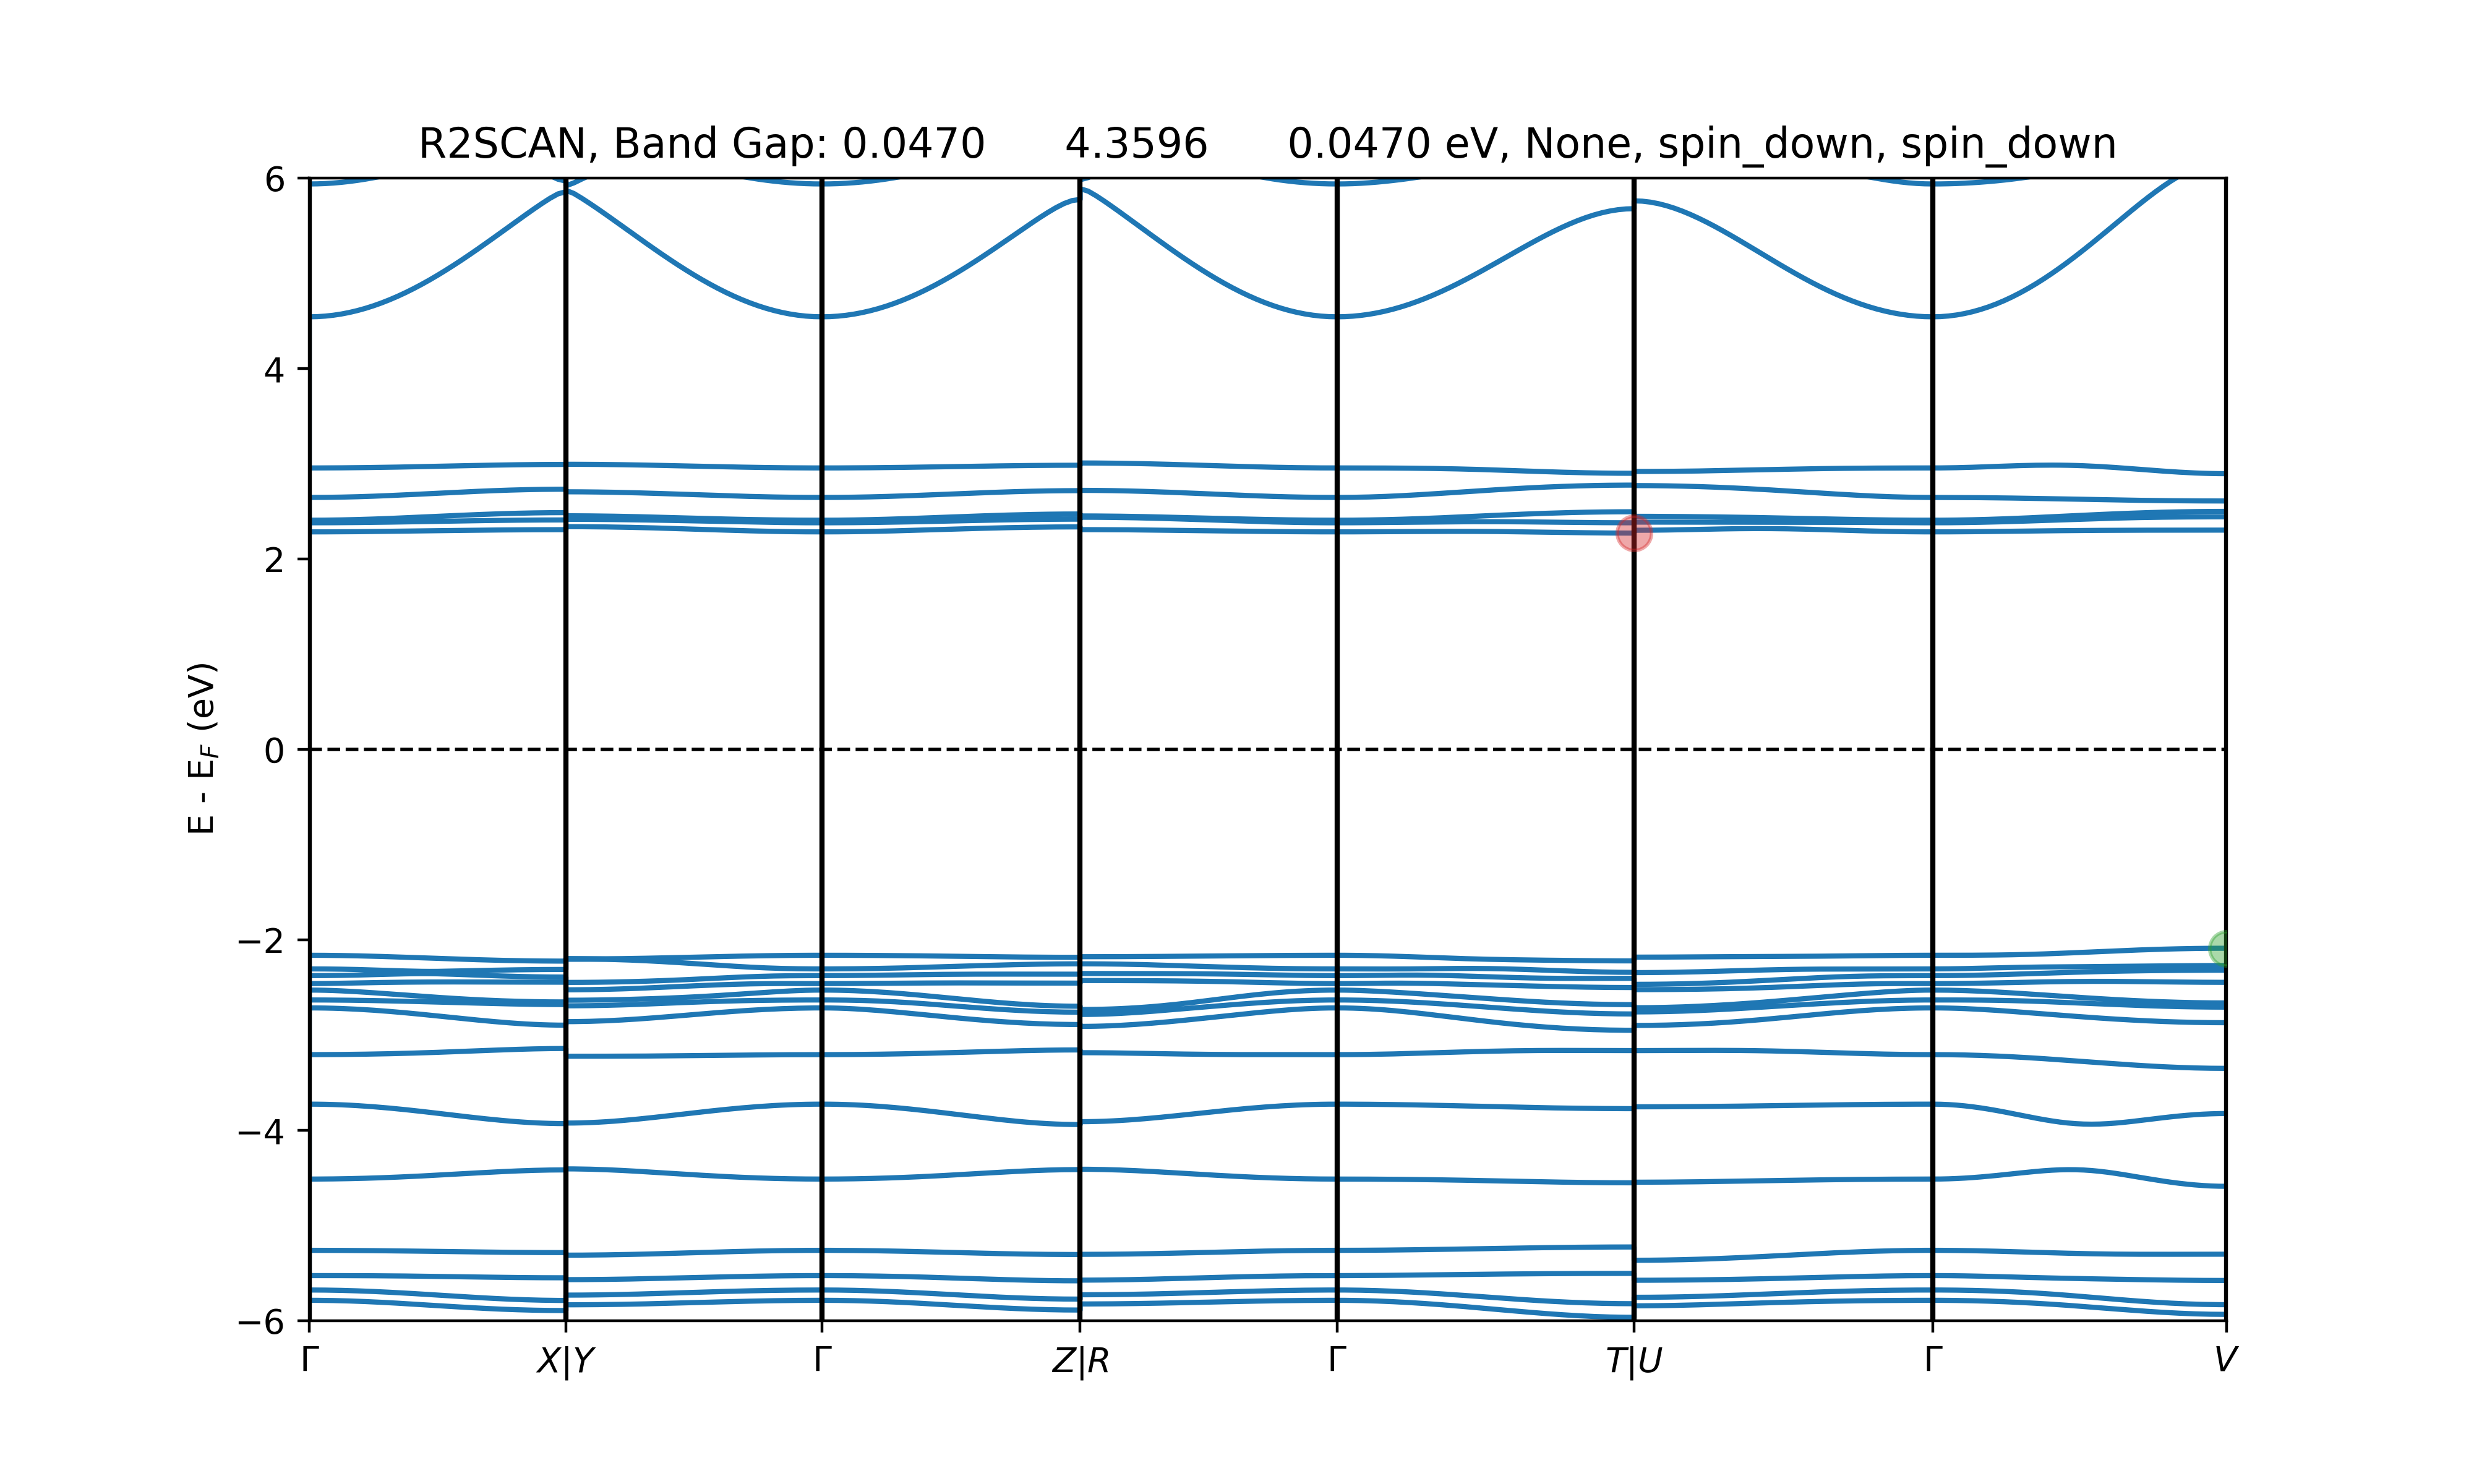 R2SCAN, Band Gap: 0.0470 4.3596 0.0470 eV, None, spin_down, spin_down
E - E_F (eV)
6
4
2
0
−2
−4
−6
Γ X|Y Γ Z|R Γ T|U Γ V